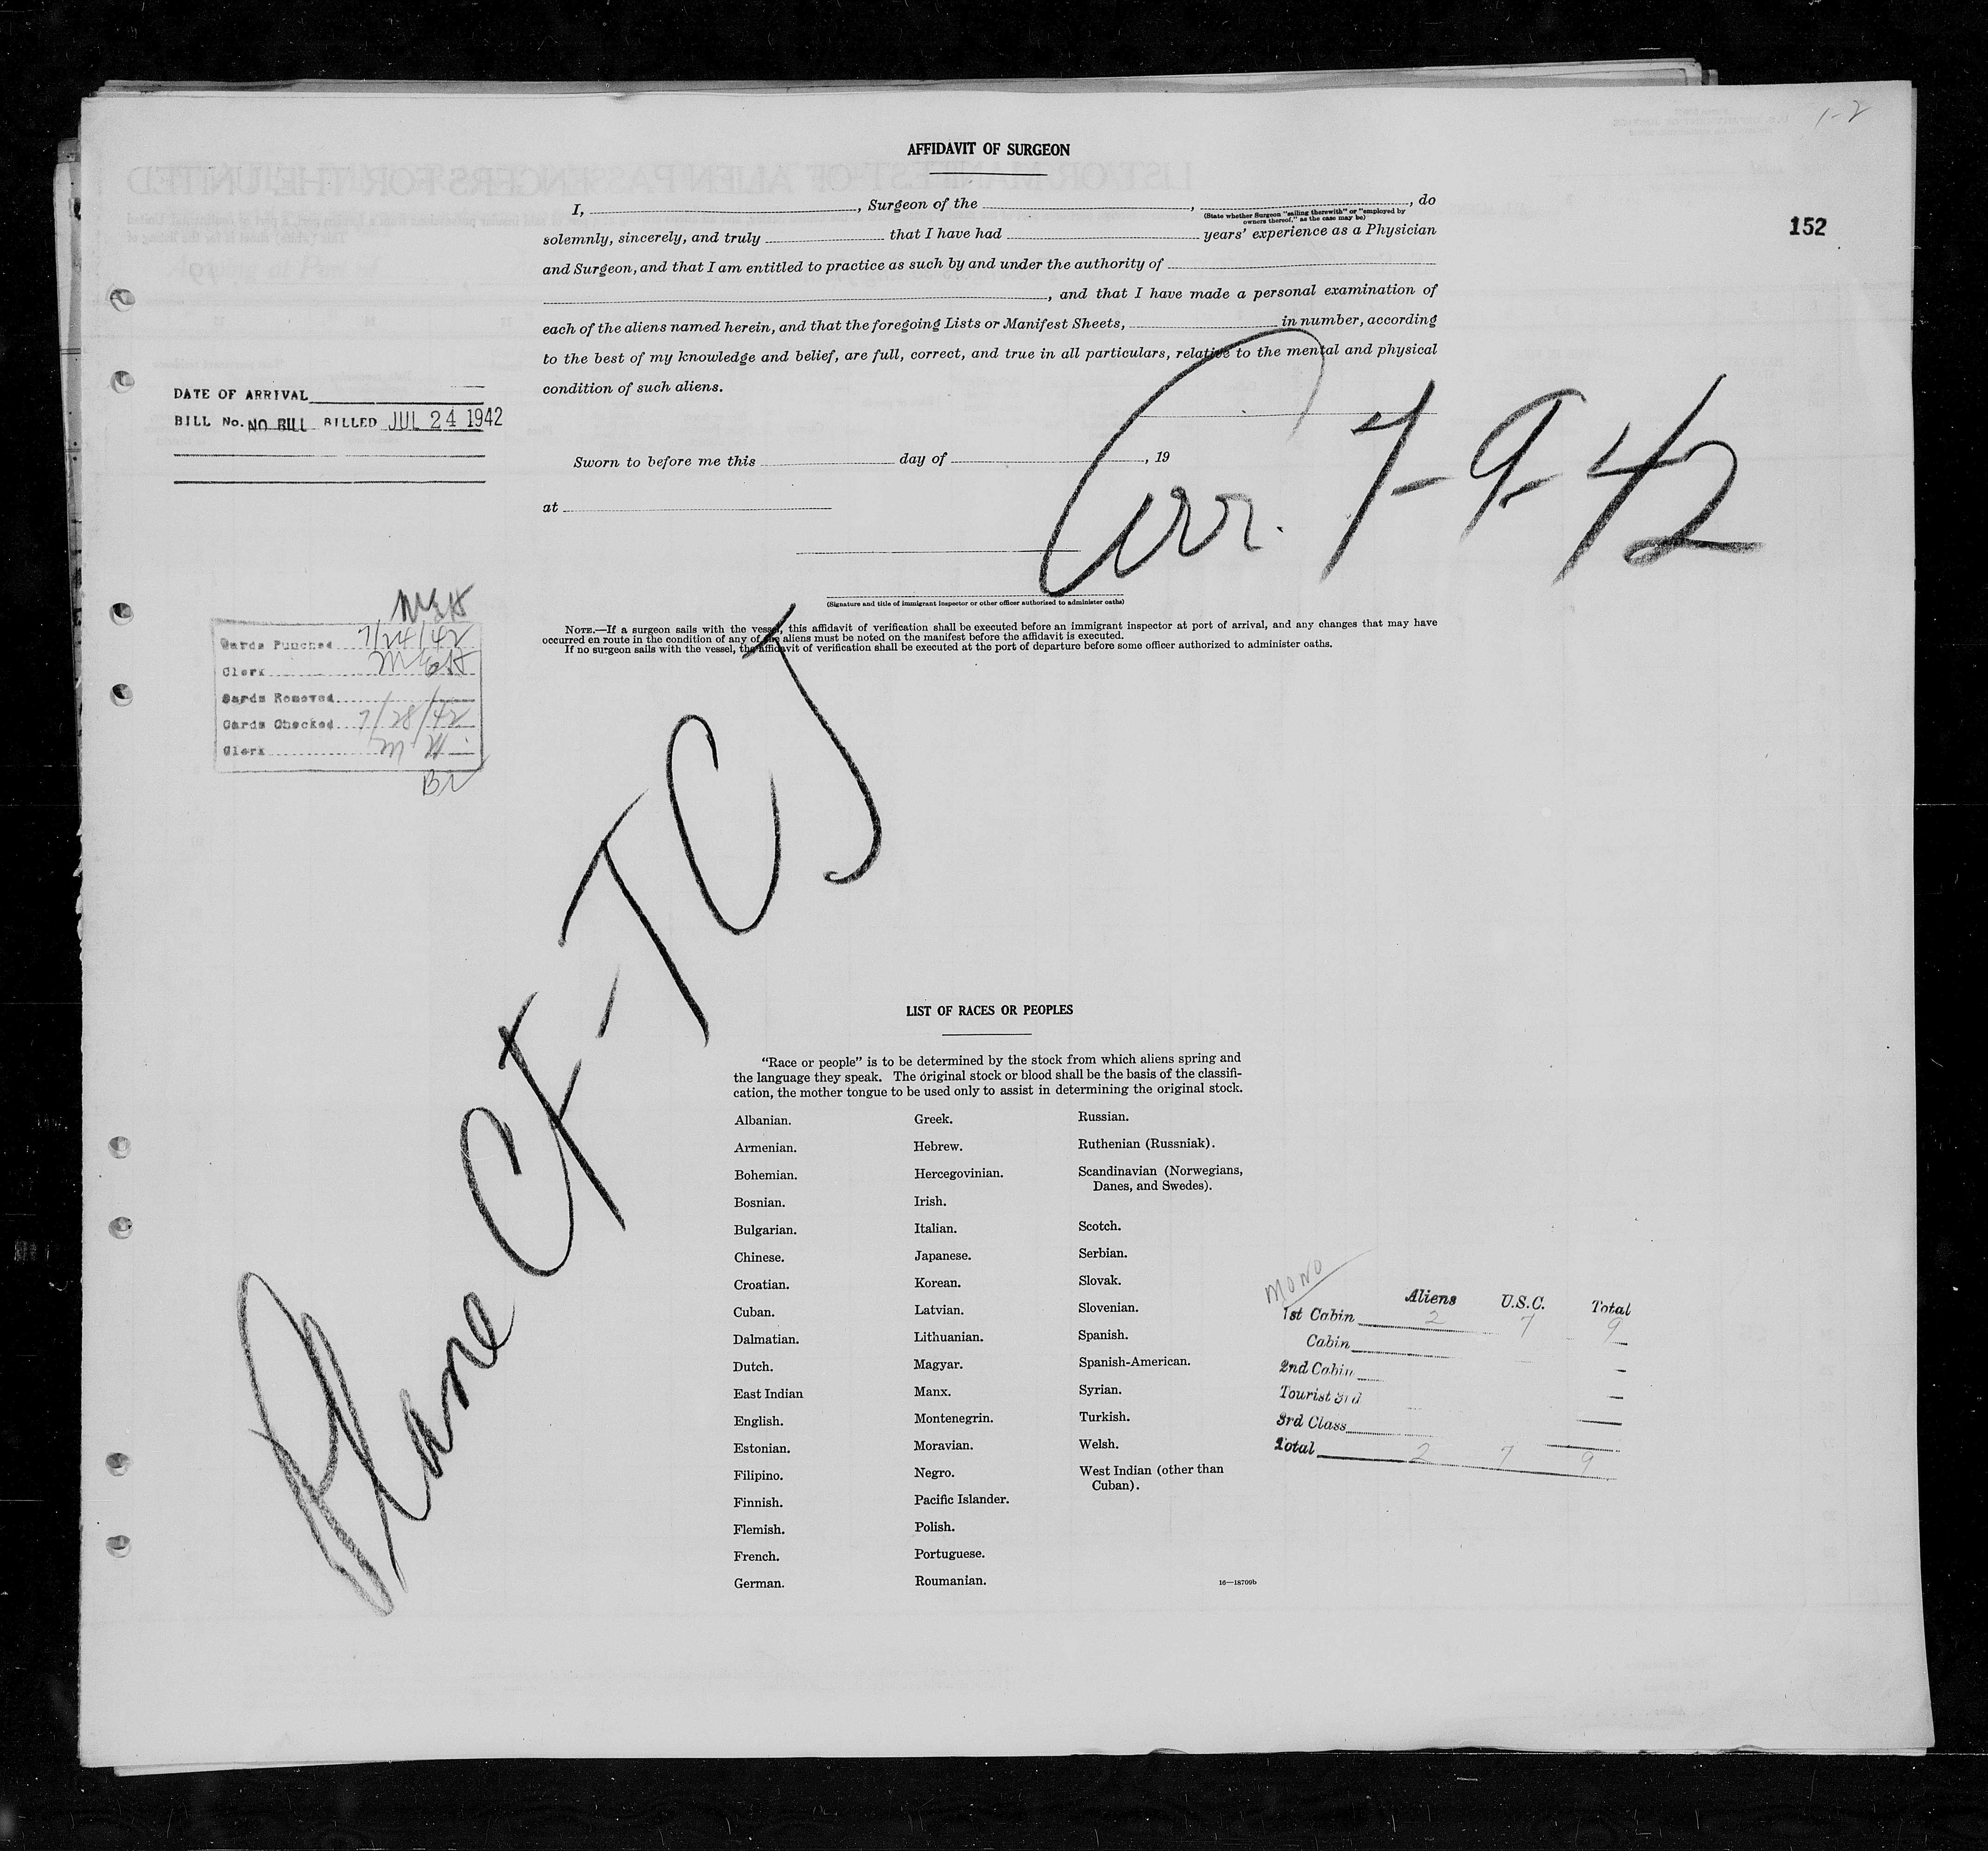 1-2
AFFIDAVIT OF SURGEON
152
I, , Surgeon of the , , do
(State whether Surgeon "sailing therewith" or "employed by
owners thereof," as the case may be)
solemnly, sincerely, and truly that I have had years' experience as a Physician
and Surgeon, and that I am entitled to practice as such by and under the authority of
, and that I have made a personal examination of
each of the aliens named herein, and that the foregoing Lists or Manifest Sheets, in number, according
to the best of my knowledge and belief, are full, correct, and true in all particulars, relative to the mental and physical
condition of such aliens.
DATE OF ARRIVAL
BILL No. NO BILL BILLED JUL 24 1942
Arr. 7-9-42
Sworn to before me this day of , 19
at
(Signature and title of immigrant inspector or other officer authorized to administer oaths)
NOTE.—If a surgeon sails with the vessel, this affidavit of verification shall be executed before an immigrant inspector at port of arrival, and any changes that may have
occurred en route in the condition of any of the aliens must be noted on the manifest before the affidavit is executed.
If no surgeon sails with the vessel, the affidavit of verification shall be executed at the port of departure before some officer authorized to administer oaths.
Cards Punched 7/24/42
Clerk
Cards Removed
Cards Checked 7/28/42
Clerk
Plane CF-TCJ
LIST OF RACES OR PEOPLES
"Race or people" is to be determined by the stock from which aliens spring and
the language they speak. The original stock or blood shall be the basis of the classifi-
cation, the mother tongue to be used only to assist in determining the original stock.
Albanian.
Armenian.
Bohemian.
Bosnian.
Bulgarian.
Chinese.
Croatian.
Cuban.
Dalmatian.
Dutch.
East Indian
English.
Estonian.
Filipino.
Finnish.
Flemish.
French.
German.
Greek.
Hebrew.
Hercegovinian.
Irish.
Italian.
Japanese.
Korean.
Latvian.
Lithuanian.
Magyar.
Manx.
Montenegrin.
Moravian.
Negro.
Pacific Islander.
Polish.
Portuguese.
Roumanian.
Russian.
Ruthenian (Russniak).
Scandinavian (Norwegians,
Danes, and Swedes).
Scotch.
Serbian.
Slovak.
Slovenian.
Spanish.
Spanish-American.
Syrian.
Turkish.
Welsh.
West Indian (other than
Cuban).
16—18709b
MONO
Aliens U.S.C. Total
1st Cabin 2 7 9
Cabin
2nd Cabin
Tourist 3rd
3rd Class
Total 2 7 9